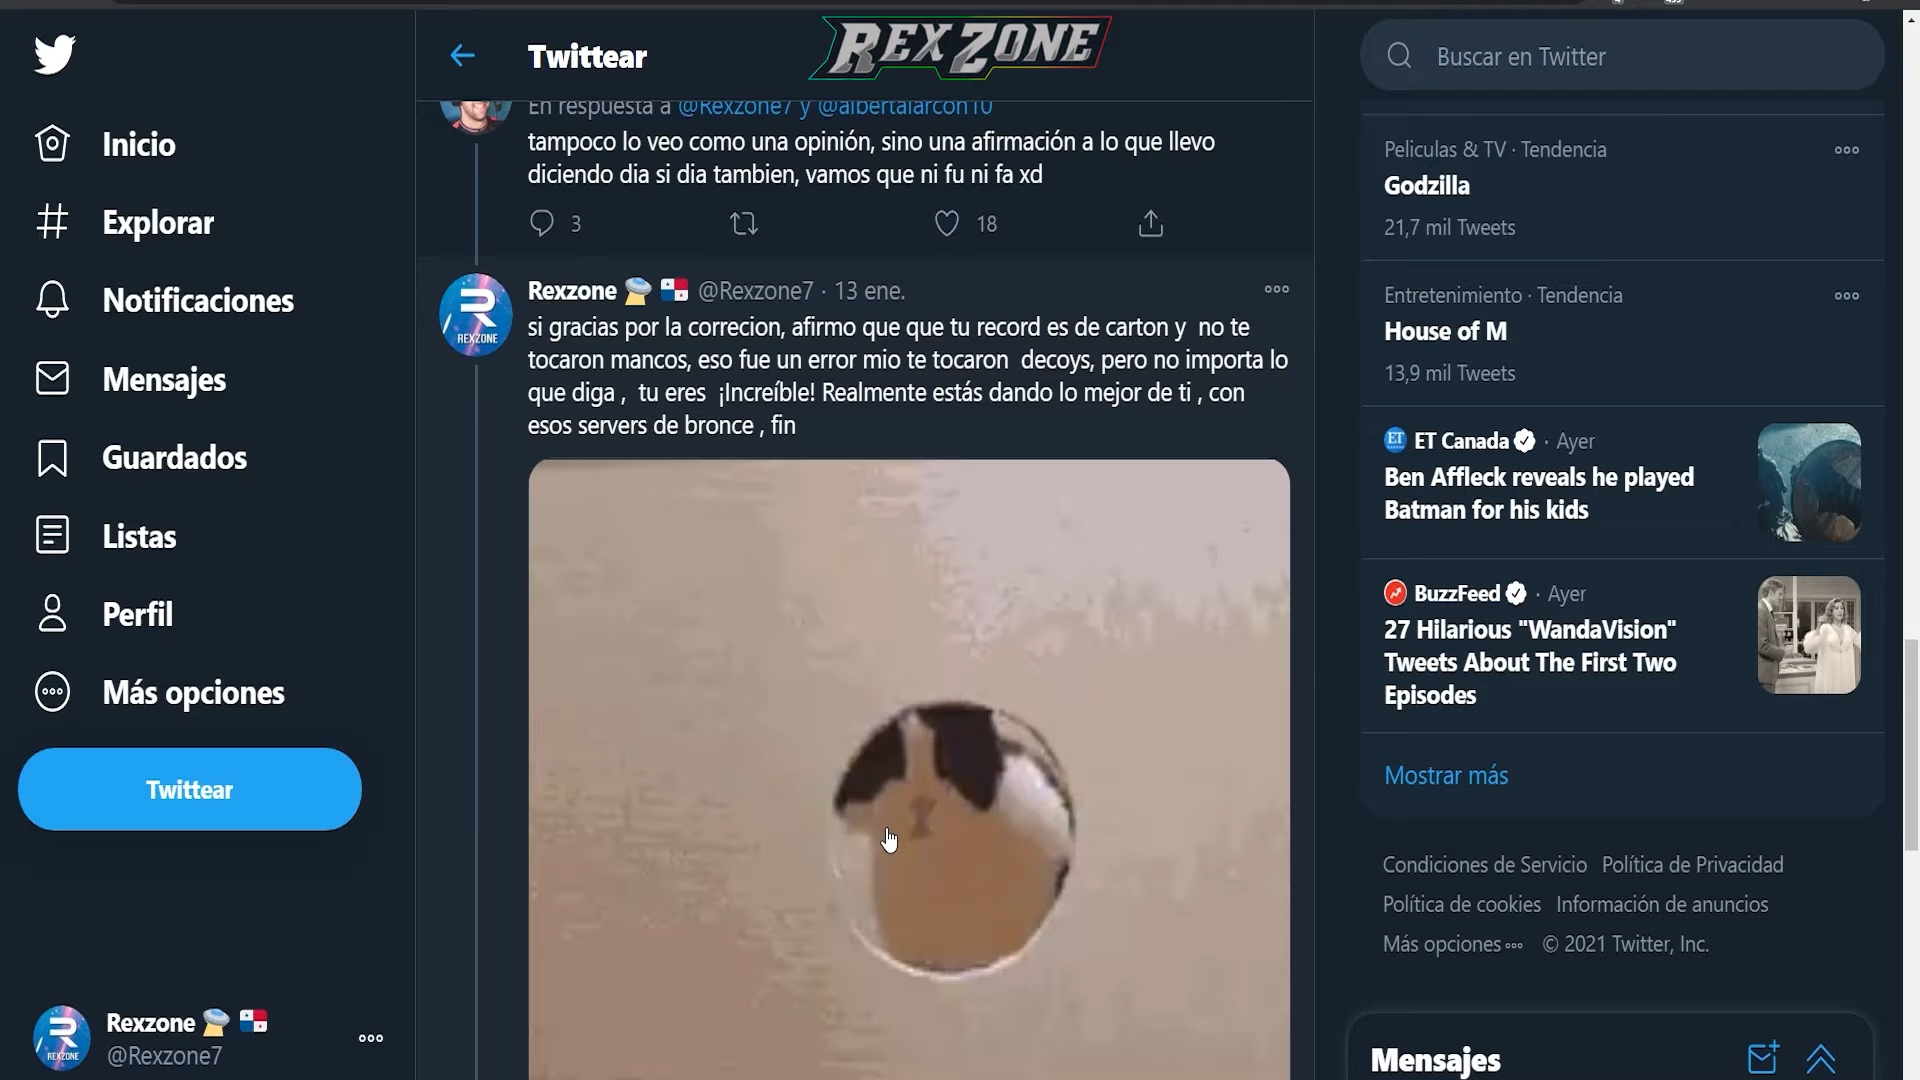 Inicio
Explorar
Notificaciones
Mensajes
Guardados
Listas
Perfil
Más opciones
Twittear
Rexzone
@Rexzone7
Twittear
REX ZONE
En respuesta a @Rexzone7 y @albertalarcon10
tampoco lo veo como una opinión, sino una afirmación a lo que llevo
diciendo dia si dia tambien, vamos que ni fu ni fa xd
3
18
Rexzone @Rexzone7 · 13 ene.
REXZONE
si gracias por la correcion, afirmo que que tu record es de carton y no te
tocaron mancos, eso fue un error mio te tocaron decoys, pero no importa lo
que diga , tu eres ¡Increíble! Realmente estás dando lo mejor de ti , con
esos servers de bronce , fin
Buscar en Twitter
Peliculas & TV · Tendencia
Godzilla
21,7 mil Tweets
Entretenimiento · Tendencia
House of M
13,9 mil Tweets
ET ET Canada · Ayer
Ben Affleck reveals he played
Batman for his kids
BuzzFeed · Ayer
27 Hilarious "WandaVision"
Tweets About The First Two
Episodes
Mostrar más
Condiciones de Servicio Política de Privacidad
Política de cookies Información de anuncios
Más opciones © 2021 Twitter, Inc.
Mensajes
REXZONE